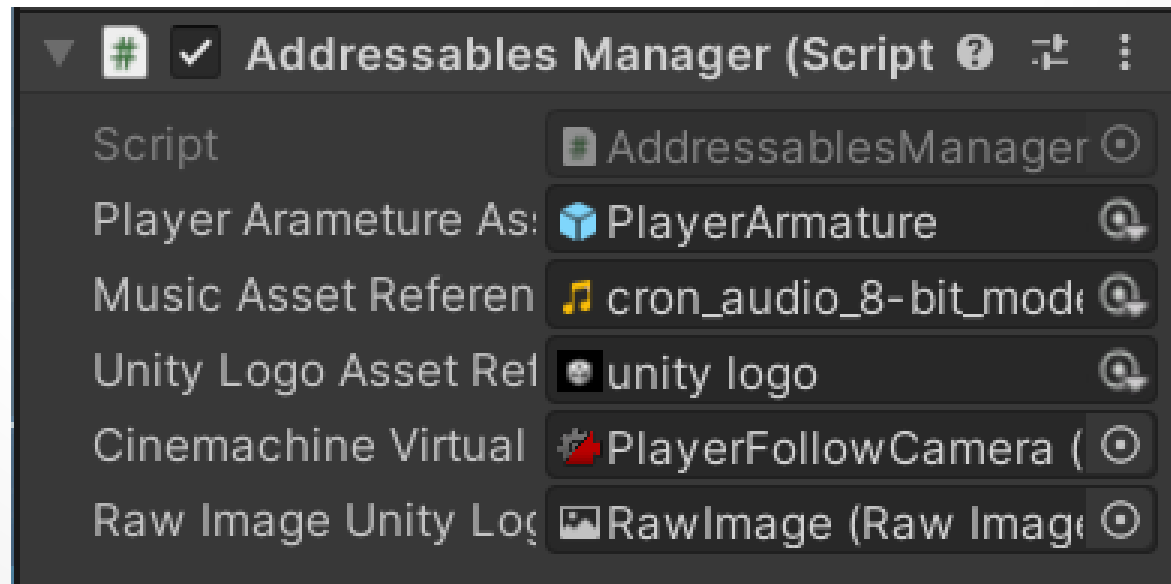 Addressables Manager (Script
Script AddressablesManager
Player Arameture As PlayerArmature
Music Asset Referen cron_audio_8-bit_mode
Unity Logo Asset Ref unity logo
Cinemachine Virtual PlayerFollowCamera (
Raw Image Unity Log RawImage (Raw Image